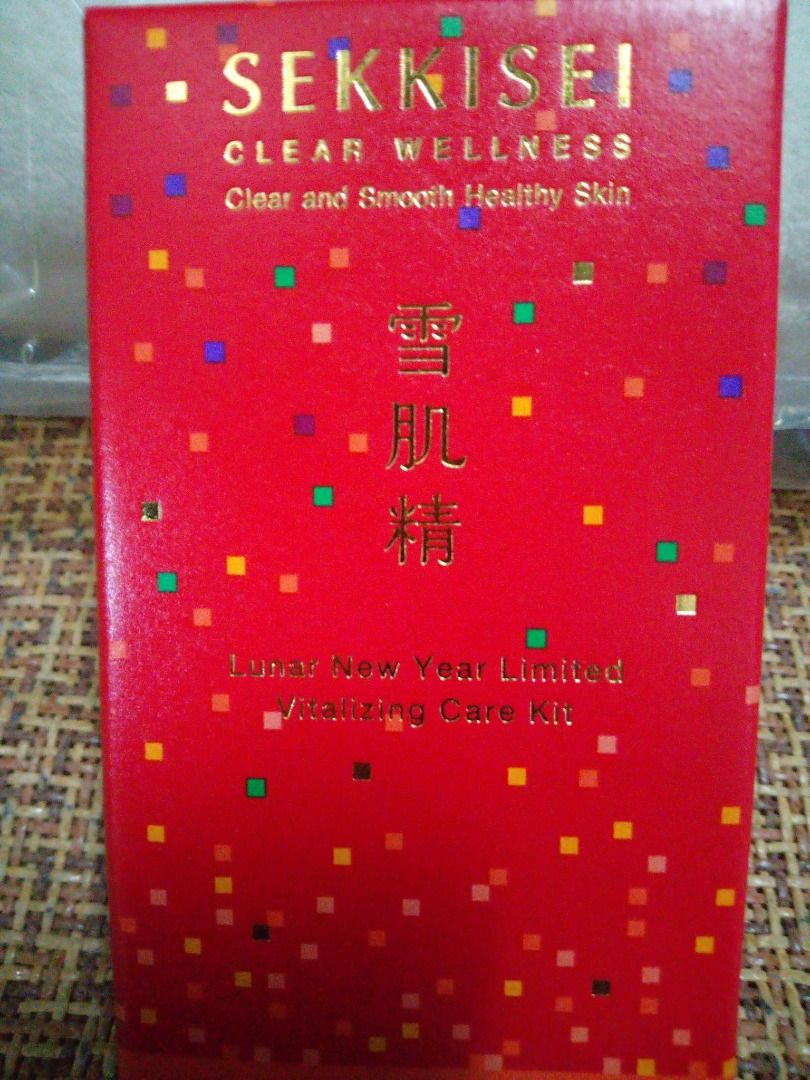 SEKKISEI
CLEAR WELLNESS
Clear and Smooth Healthy Skin
雪肌精
Lunar New Year Limited
Vitalizing Care Kit